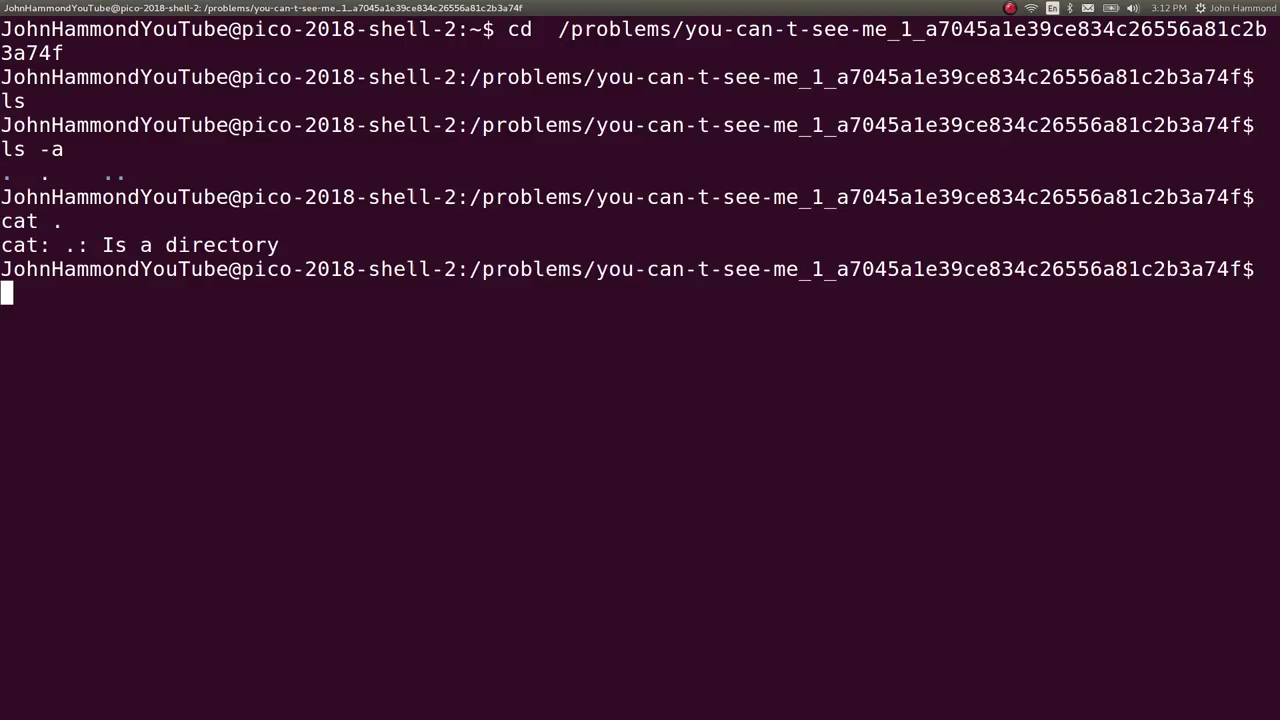 JohnHammondYouTube@pico-2018-shell-2: /problems/you-can-t-see-me_1_a7045a1e39ce834c26556a81c2b3a74f
En
3:12 PM
John Hammond
JohnHammondYouTube@pico-2018-shell-2:~$ cd  /problems/you-can-t-see-me_1_a7045a1e39ce834c26556a81c2b
3a74f
JohnHammondYouTube@pico-2018-shell-2:/problems/you-can-t-see-me_1_a7045a1e39ce834c26556a81c2b3a74f$
ls
JohnHammondYouTube@pico-2018-shell-2:/problems/you-can-t-see-me_1_a7045a1e39ce834c26556a81c2b3a74f$
ls -a
.  .    ..
JohnHammondYouTube@pico-2018-shell-2:/problems/you-can-t-see-me_1_a7045a1e39ce834c26556a81c2b3a74f$
cat .
cat: .: Is a directory
JohnHammondYouTube@pico-2018-shell-2:/problems/you-can-t-see-me_1_a7045a1e39ce834c26556a81c2b3a74f$